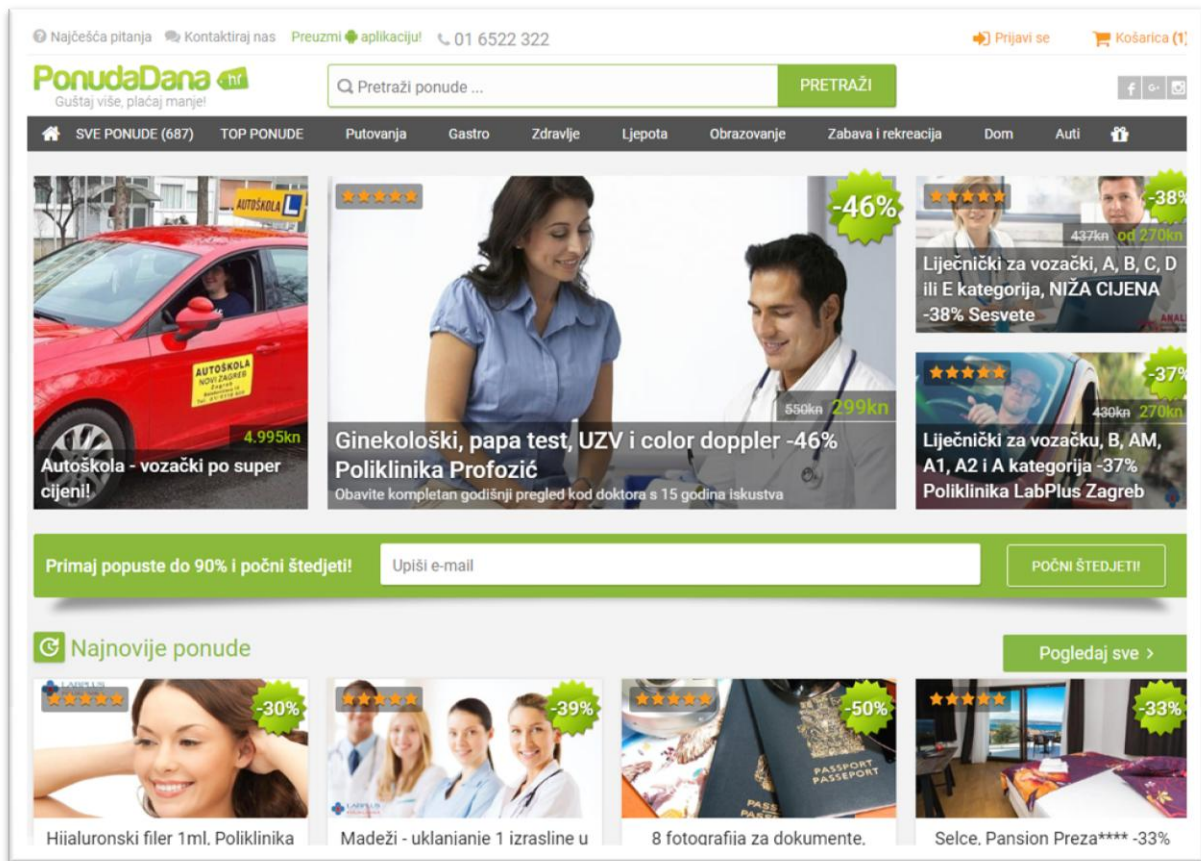 Najčešća pitanja Kontaktiraj nas Preuzmi aplikaciju! 01 6522 322 Prijavi se Košarica (1)
PonudaDana .hr
Guštaj više, plaćaj manje!
Pretraži ponude ... PRETRAŽI
SVE PONUDE (687) TOP PONUDE Putovanja Gastro Zdravlje Ljepota Obrazovanje Zabava i rekreacija Dom Auti
AUTOŠKOLA L
AUTOŠKOLA
NOVI ZAGREB
Zagreb
4.995kn
Autoškola - vozački po super
cijeni!
-46%
550kn 299kn
Ginekološki, papa test, UZV i color doppler -46%
Poliklinika Profozić
Obavite kompletan godišnji pregled kod doktora s 15 godina iskustva
-38%
437kn od 270kn
Liječnički za vozački, A, B, C, D
ili E kategorija, NIŽA CIJENA
-38% Sesvete
-37%
430kn 270kn
Liječnički za vozačku, B, AM,
A1, A2 i A kategorija -37%
Poliklinika LabPlus Zagreb
Primaj popuste do 90% i počni štedjeti! Upiši e-mail POČNI ŠTEDJETI!
Najnovije ponude Pogledaj sve >
LABPLUS
-30%
Hijaluronski filer 1ml, Poliklinika
-39%
LABPLUS
Madeži - uklanjanje 1 izrasline u
-50%
PASSPORT
PASSEPORT
PASS
8 fotografija za dokumente,
-33%
Selce, Pansion Preza**** -33%